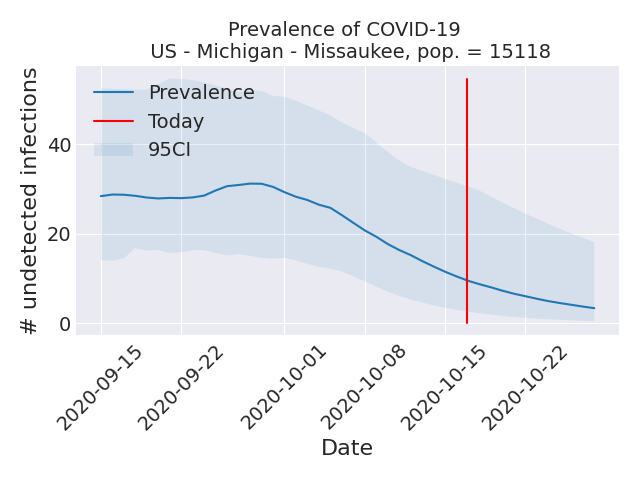 Prevalence of COVID-19
US - Michigan - Missaukee, pop. = 15118
# undetected infections
Prevalence
Today
95CI
40
20
0
2020-09-15
2020-09-22
2020-10-01
2020-10-08
2020-10-15
2020-10-22
Date